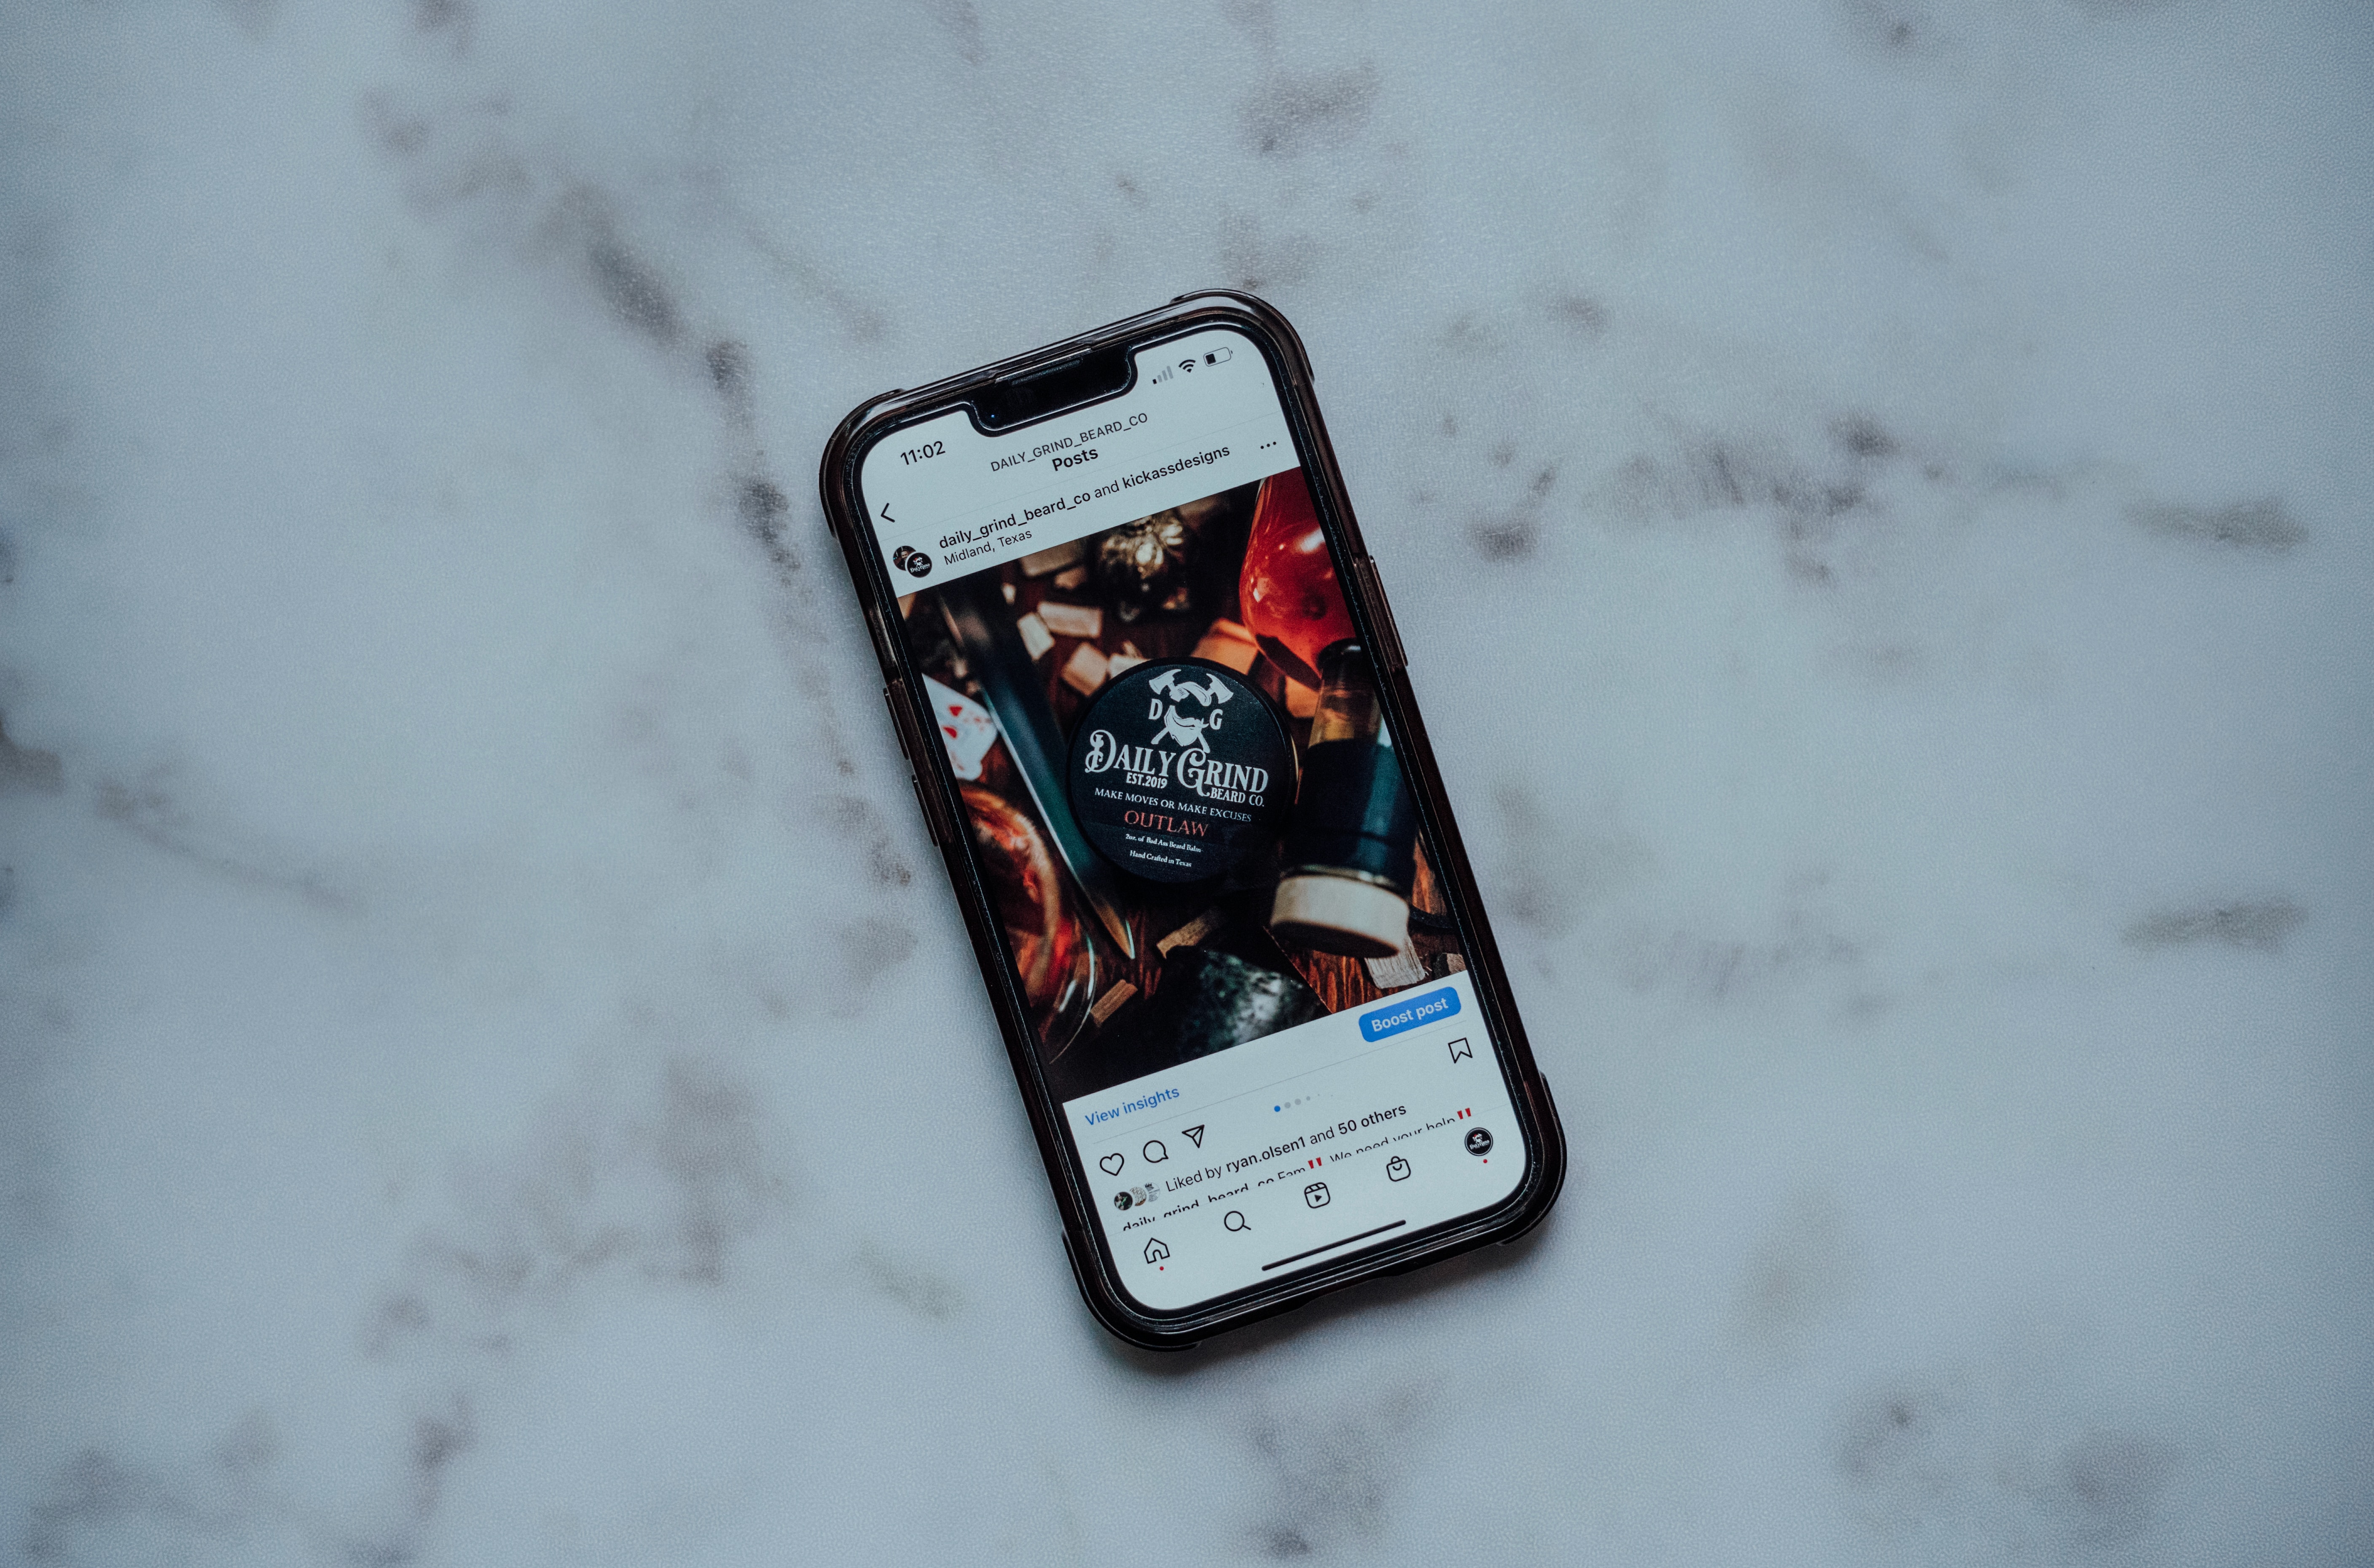 11:02
DAILY_GRIND_BEARD_CO
Posts
daily_grind_beard_co and kickassdesigns
Midland, Texas
D G
DAILY GRIND
EST.2019
BEARD CO.
MAKE MOVES OR MAKE EXCUSES
OUTLAW
2oz. of Bad Ass Beard Balm
Hand Crafted in Texas
Boost post
View insights
Liked by ryan.olsen1 and 50 others
daily_grind_beard_co Fam‼️ We need your help‼️